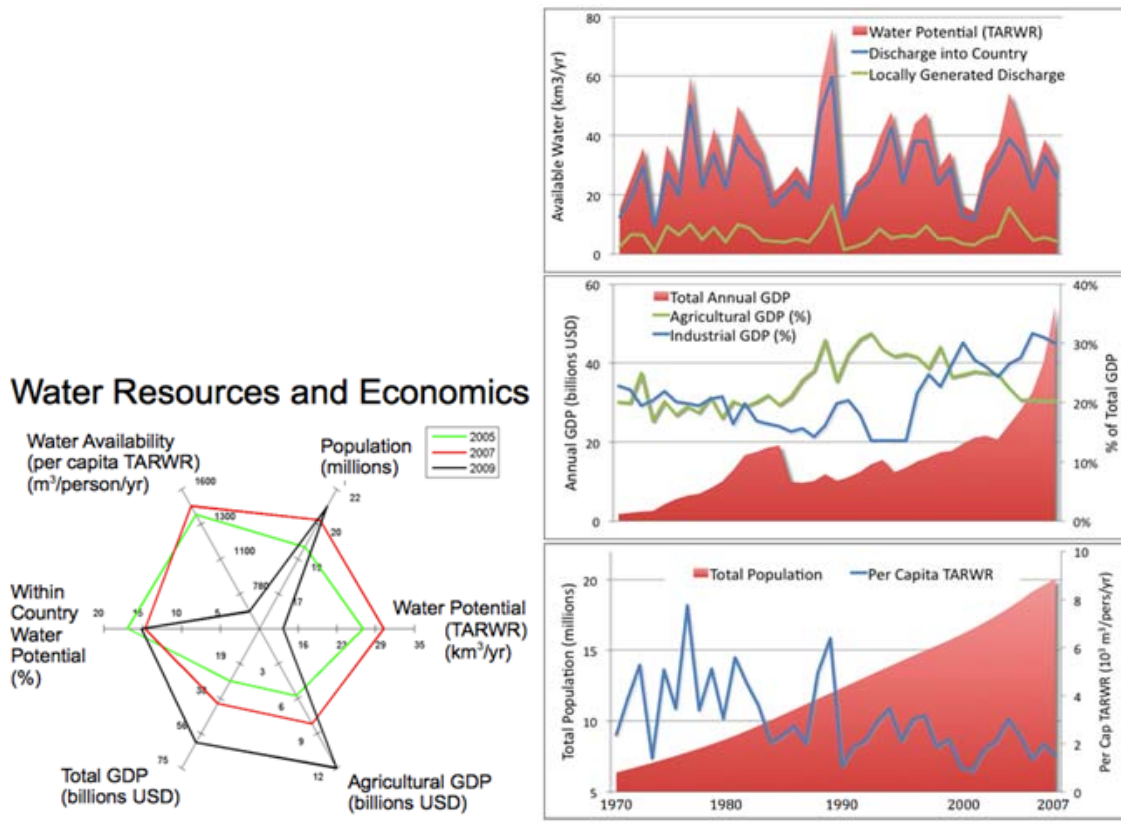 Water Resources and Economics
2005
2007
2009
Water Availability
(per capita TARWR)
(m³/person/yr)
1600
1300
1100
780
Population
(millions)
22
20
17
Water Potential
(TARWR)
(km³/yr)
16
23
29
35
Within
Country
Water
Potential
(%)
20
15
10
5
Total GDP
(billions USD)
19
38
56
75
Agricultural GDP
(billions USD)
3
6
9
12
Water Potential (TARWR)
Discharge into Country
Locally Generated Discharge
Available Water (km3/yr)
80
60
40
20
0
Total Annual GDP
Agricultural GDP (%)
Industrial GDP (%)
Annual GDP (billions USD)
60
40
20
0
% of Total GDP
40%
30%
20%
10%
0%
Total Population
Per Capita TARWR
Total Population (millions)
20
15
10
5
Per Cap TARWR (10³ m³/pers/yr)
10
8
6
4
2
0
1970
1980
1990
2000
2007